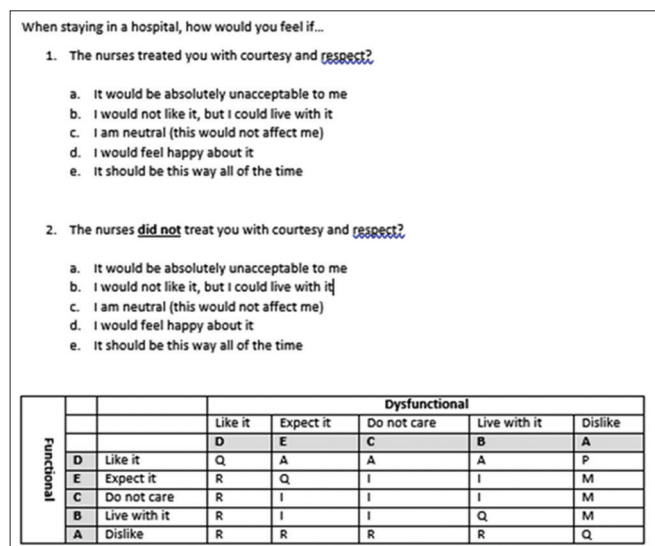 When staying in a hospital, how would you feel if...
1. The nurses treated you with courtesy and respect?
a. It would be absolutely unacceptable to me
b. I would not like it, but I could live with it
c. I am neutral (this would not affect me)
d. I would feel happy about it
e. It should be this way all of the time
2. The nurses did not treat you with courtesy and respect?
a. It would be absolutely unacceptable to me
b. I would not like it, but I could live with it
c. I am neutral (this would not affect me)
d. I would feel happy about it
e. It should be this way all of the time
Dysfunctional
Like it Expect it Do not care Live with it Dislike
D E C B A
Functional
D Like it Q A A A P
E Expect it R Q I I M
C Do not care R I I I M
B Live with it R I I Q M
A Dislike R R R R Q